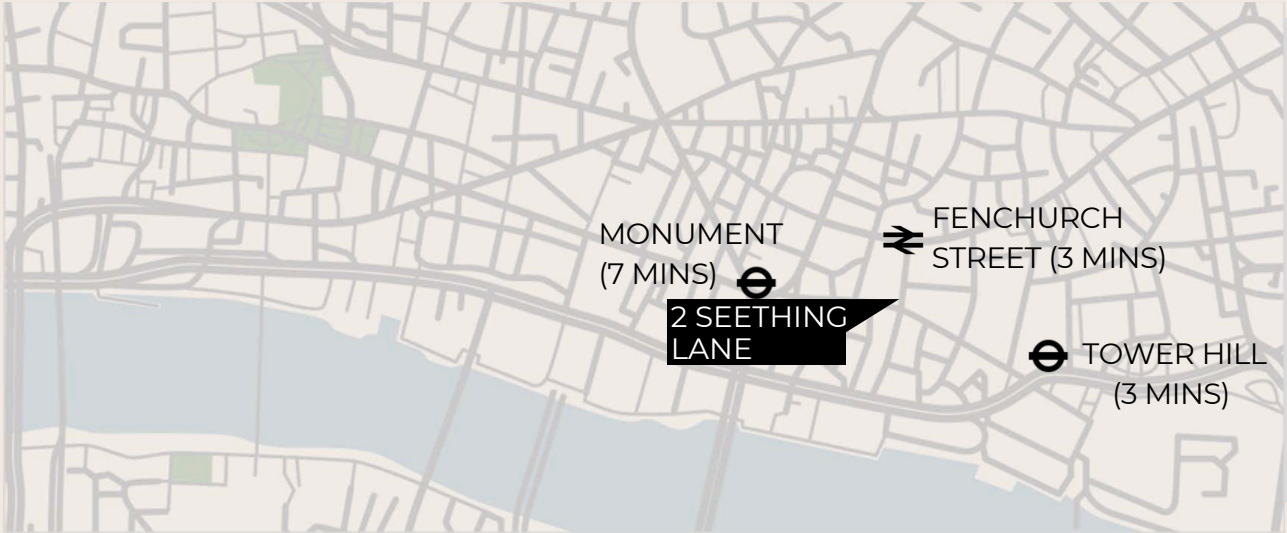 MONUMENT
(7 MINS)
FENCHURCH
STREET (3 MINS)
2 SEETHING
LANE
TOWER HILL
(3 MINS)